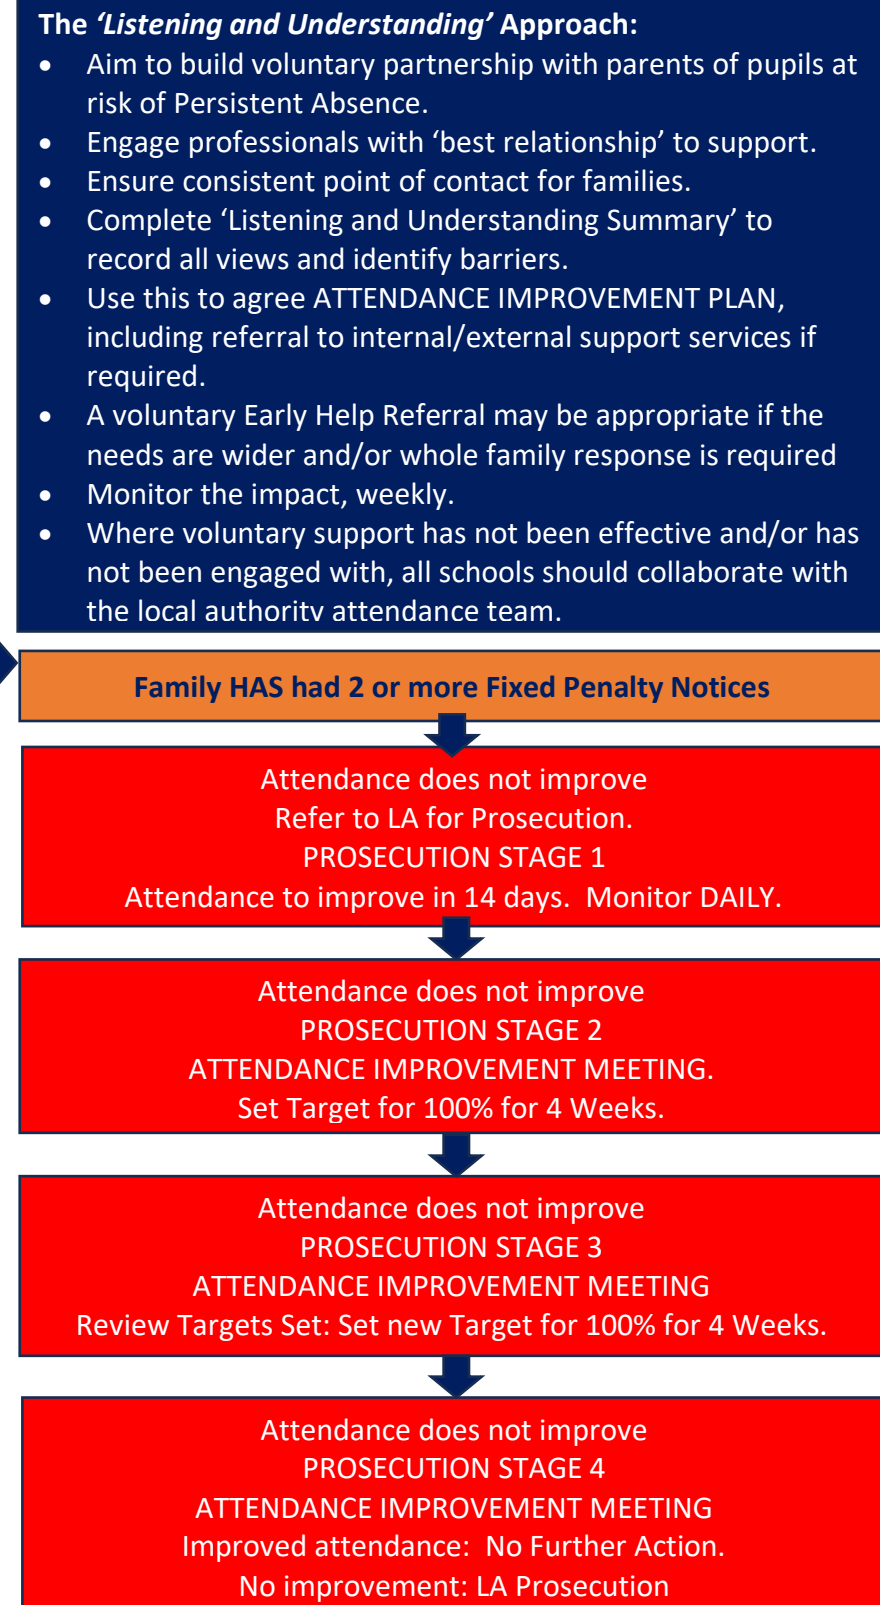 The ‘Listening and Understanding’ Approach:
• Aim to build voluntary partnership with parents of pupils at
risk of Persistent Absence.
• Engage professionals with ‘best relationship’ to support.
• Ensure consistent point of contact for families.
• Complete ‘Listening and Understanding Summary’ to
record all views and identify barriers.
• Use this to agree ATTENDANCE IMPROVEMENT PLAN,
including referral to internal/external support services if
required.
• A voluntary Early Help Referral may be appropriate if the
needs are wider and/or whole family response is required
• Monitor the impact, weekly.
• Where voluntary support has not been effective and/or has
not been engaged with, all schools should collaborate with
the local authority attendance team.
Family HAS had 2 or more Fixed Penalty Notices
Attendance does not improve
Refer to LA for Prosecution.
PROSECUTION STAGE 1
Attendance to improve in 14 days.  Monitor DAILY.
Attendance does not improve
PROSECUTION STAGE 2
ATTENDANCE IMPROVEMENT MEETING.
Set Target for 100% for 4 Weeks.
Attendance does not improve
PROSECUTION STAGE 3
ATTENDANCE IMPROVEMENT MEETING
Review Targets Set: Set new Target for 100% for 4 Weeks.
Attendance does not improve
PROSECUTION STAGE 4
ATTENDANCE IMPROVEMENT MEETING
Improved attendance:  No Further Action.
No improvement: LA Prosecution